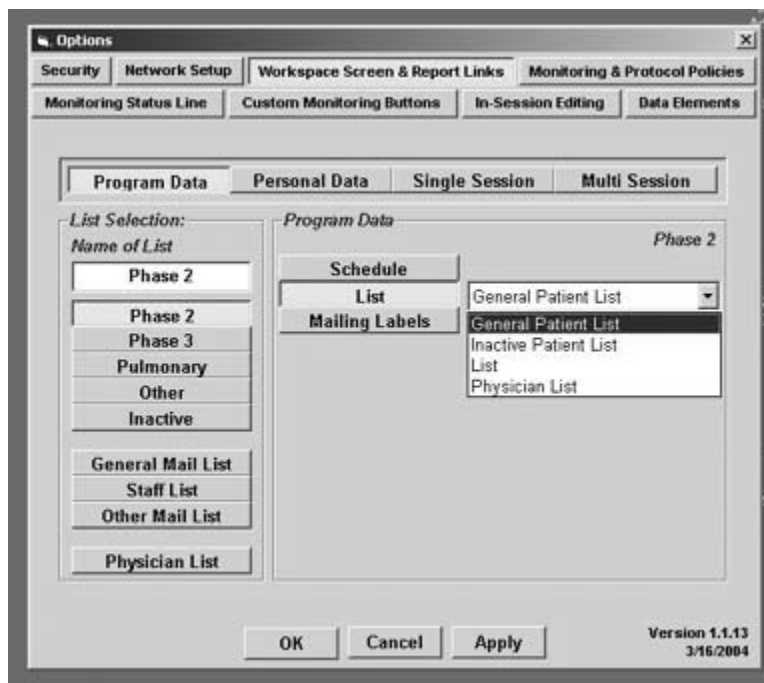 Options
Security Network Setup Workspace Screen & Report Links Monitoring & Protocol Policies
Monitoring Status Line Custom Monitoring Buttons In-Session Editing Data Elements
Program Data Personal Data Single Session Multi Session
List Selection:
Name of List
Phase 2
Phase 2
Phase 3
Pulmonary
Other
Inactive
General Mail List
Staff List
Other Mail List
Physician List
Program Data
Phase 2
Schedule
List
Mailing Labels
General Patient List
General Patient List
Inactive Patient List
List
Physician List
OK Cancel Apply
Version 1.1.13
3/16/2004